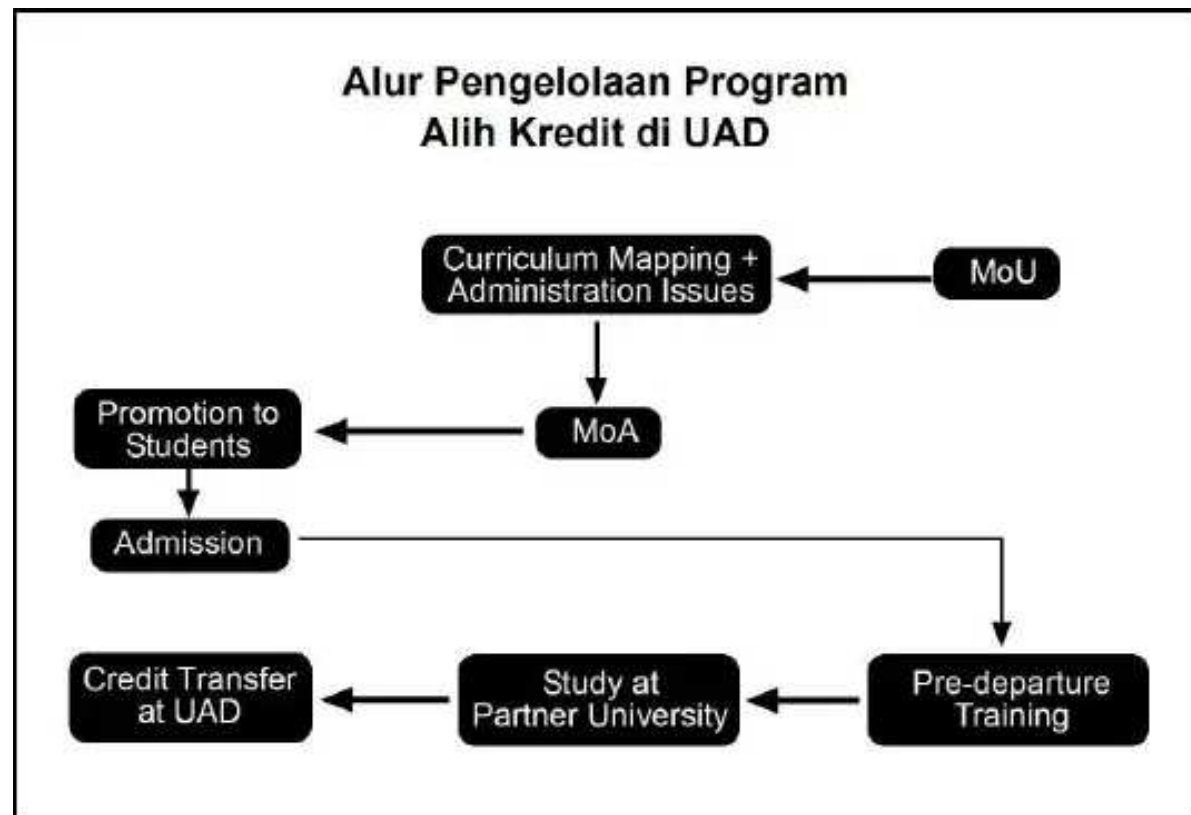 Alur Pengelolaan Program
Alih Kredit di UAD
Curriculum Mapping +
Administration Issues
MoU
Promotion to
Students
MoA
Admission
Credit Transfer
at UAD
Study at
Partner University
Pre-departure
Training